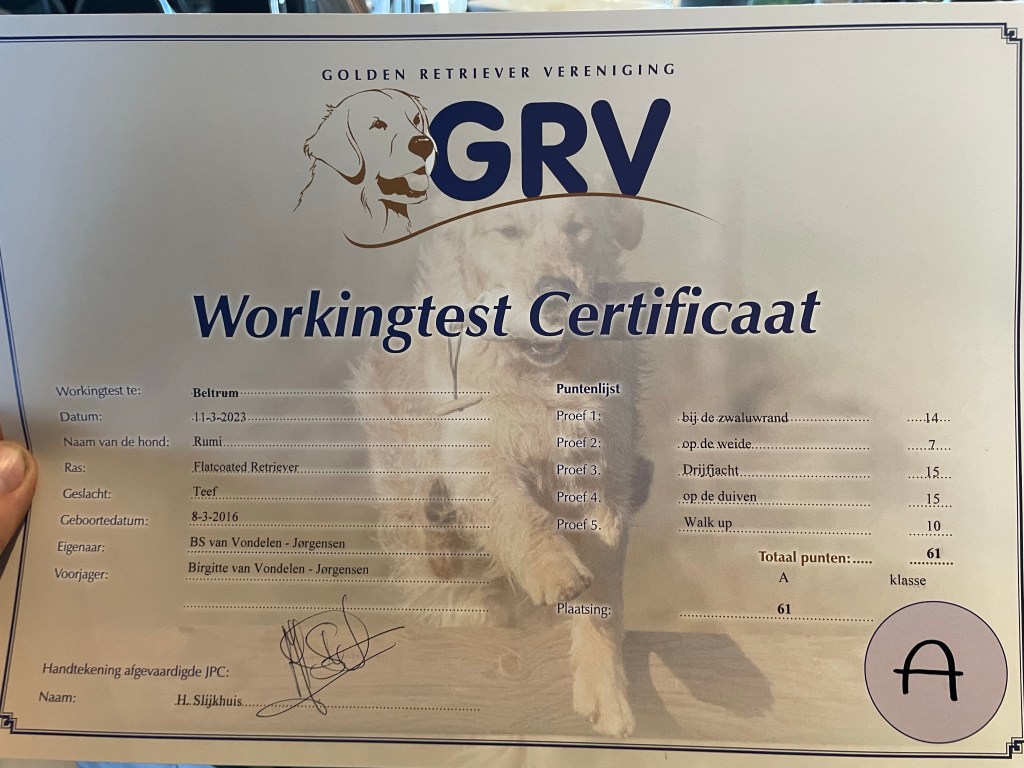 GOLDEN RETRIEVER VERENIGING
GRV
Workingtest Certificaat
Workingtest te: Beltrum
Datum: 11-3-2023
Naam van de hond: Rumi
Ras: Flatcoated Retriever
Geslacht: Teef
Geboortedatum: 8-3-2016
Eigenaar: BS van Vondelen - Jørgensen
Voorjager: Birgitte van Vondelen - Jørgensen
Puntenlijst
Proef 1: bij de zwaluwrand 14
Proef 2: op de weide 7
Proef 3. Drijfjacht 15
Proef 4. op de duiven 15
Proef 5. Walk up 10
Totaal punten: 61
A klasse
Plaatsing: 61
Handtekening afgevaardigde JPC:
Naam: H. Slijkhuis
A